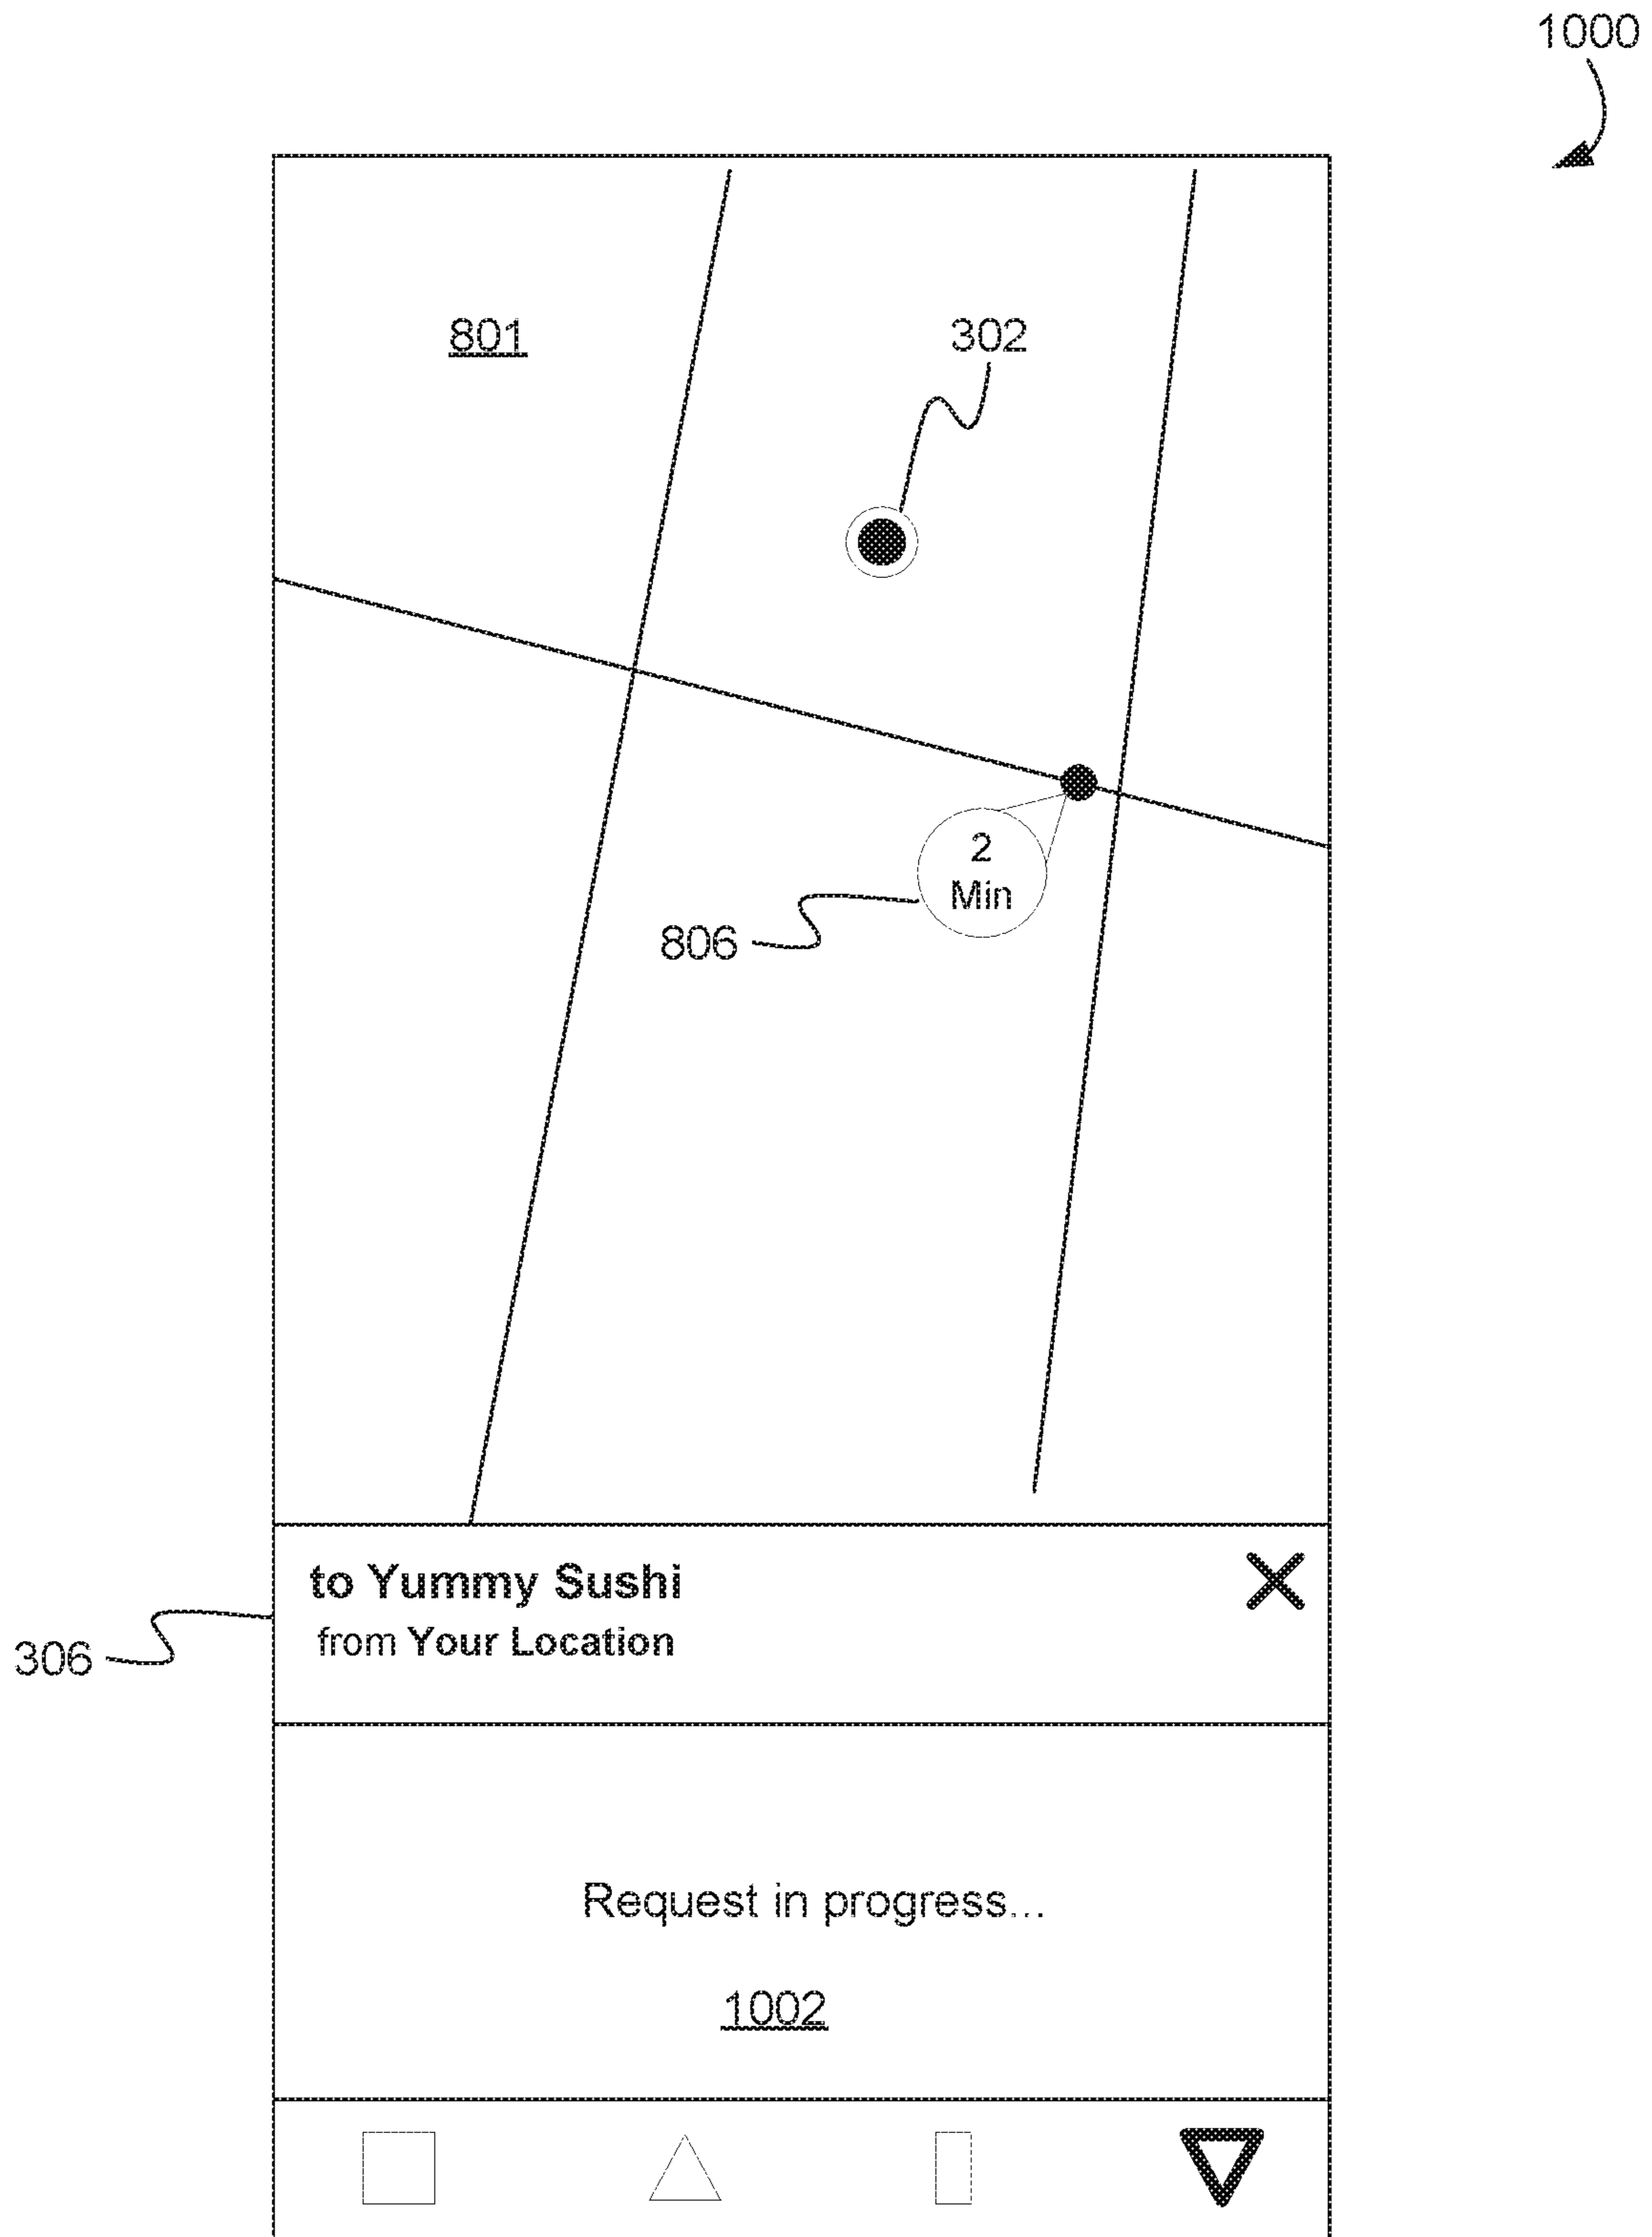 1000
801
302
2
Min
806
to Yummy Sushi
from Your Location
306
Request in progress...
1002